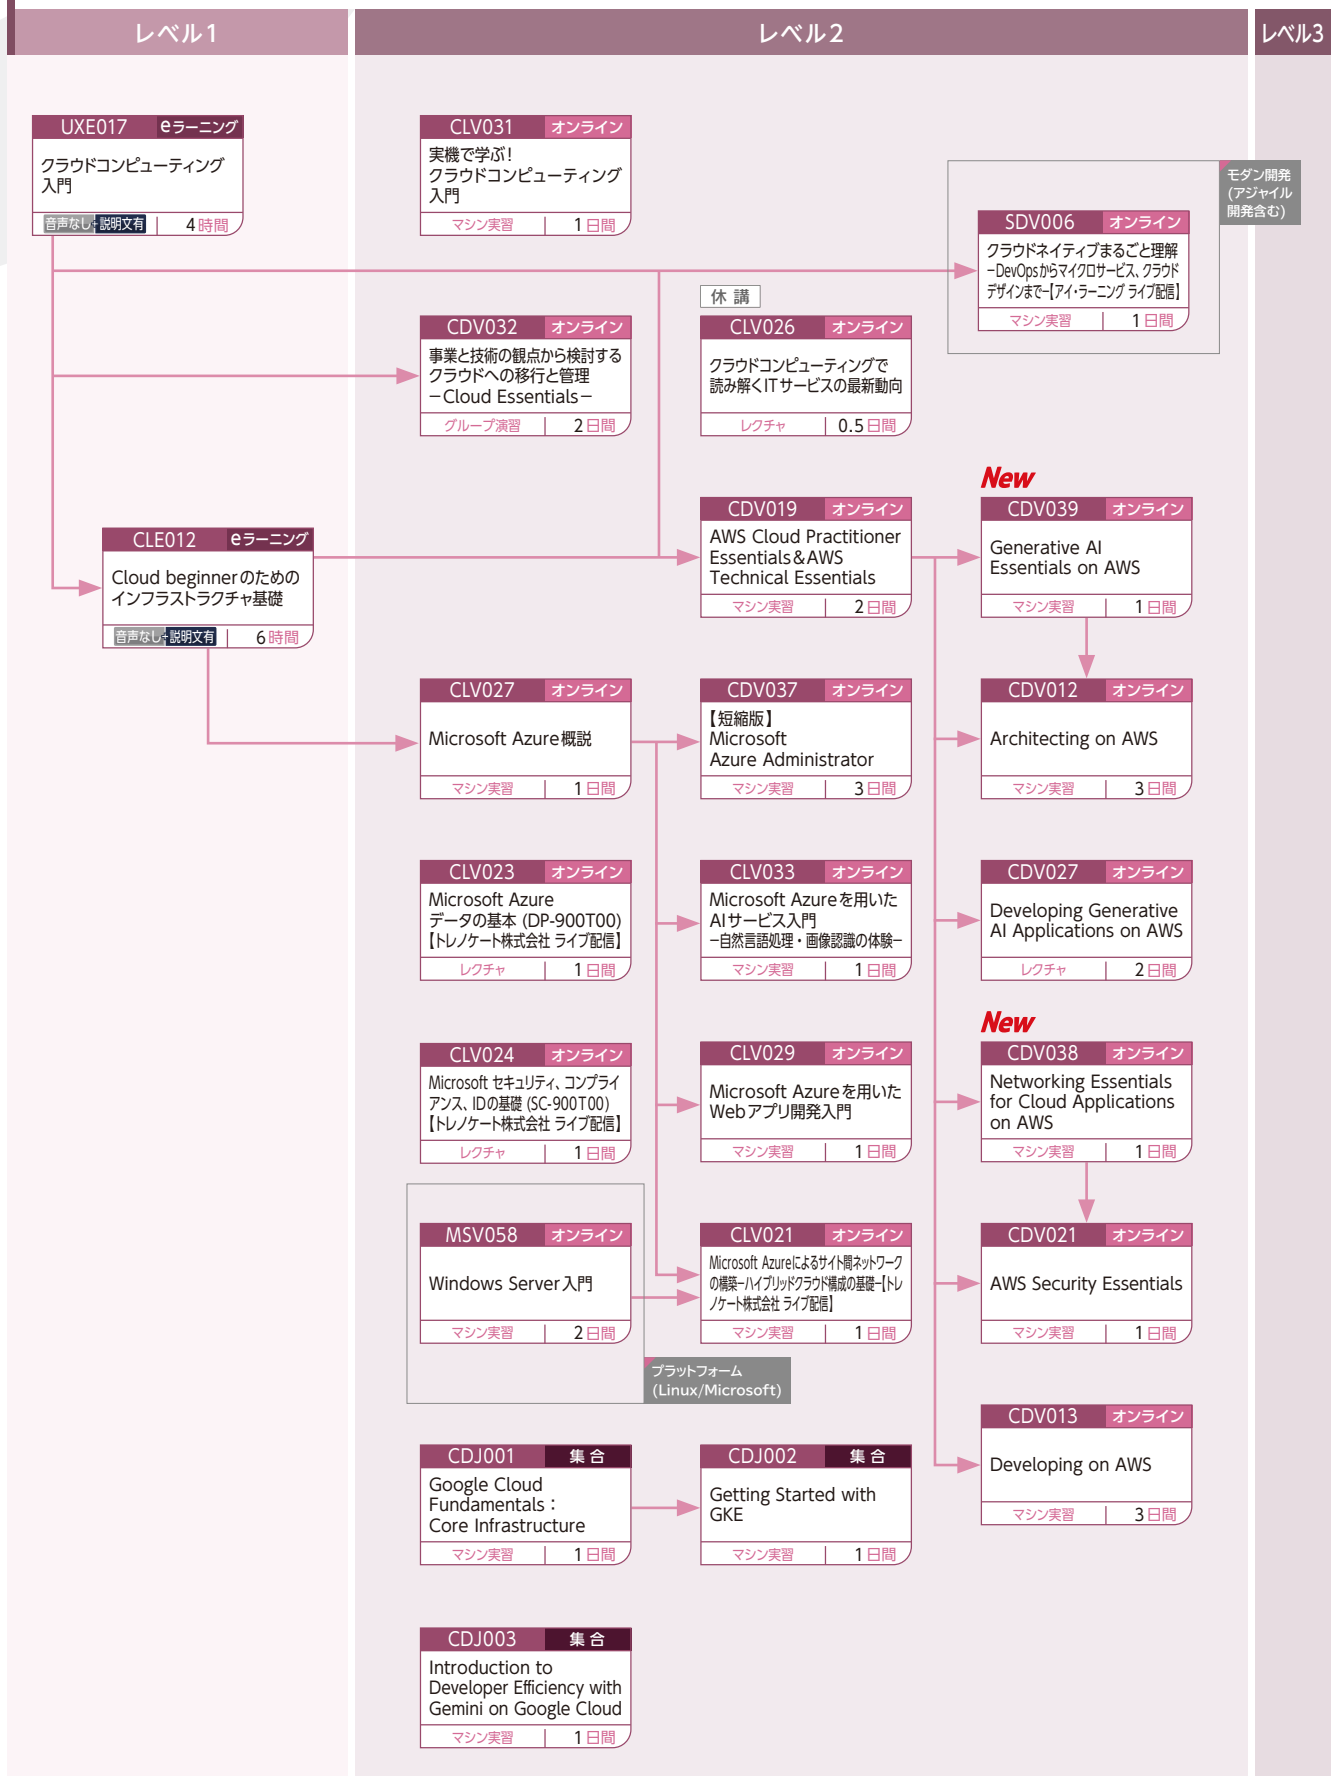 レベル1
レベル2
レベル3
UXE017 eラーニング
クラウドコンピューティング
入門
音声なし+説明文有 4時間
CLV031 オンライン
実機で学ぶ!
クラウドコンピューティング
入門
マシン実習 1日間
モダン開発
(アジャイル
開発含む)
SDV006 オンライン
クラウドネイティブまるごと理解
−DevOpsからマイクロサービス、クラウド
デザインまで−【アイ・ラーニング ライブ配信】
マシン実習 1日間
CDV032 オンライン
事業と技術の観点から検討する
クラウドへの移行と管理
−Cloud Essentials−
グループ演習 2日間
休講
CLV026 オンライン
クラウドコンピューティングで
読み解くITサービスの最新動向
レクチャ 0.5日間
CLE012 eラーニング
Cloud beginnerのための
インフラストラクチャ基礎
音声なし+説明文有 6時間
CDV019 オンライン
AWS Cloud Practitioner
Essentials&AWS
Technical Essentials
マシン実習 2日間
New
CDV039 オンライン
Generative AI
Essentials on AWS
マシン実習 1日間
CLV027 オンライン
Microsoft Azure概説
マシン実習 1日間
CDV037 オンライン
【短縮版】
Microsoft
Azure Administrator
マシン実習 3日間
CDV012 オンライン
Architecting on AWS
マシン実習 3日間
CLV023 オンライン
Microsoft Azure
データの基本 (DP-900T00)
【トレノケート株式会社 ライブ配信】
レクチャ 1日間
CLV033 オンライン
Microsoft Azureを用いた
AIサービス入門
−自然言語処理・画像認識の体験−
マシン実習 1日間
CDV027 オンライン
Developing Generative
AI Applications on AWS
レクチャ 2日間
CLV024 オンライン
Microsoft セキュリティ、コンプライ
アンス、IDの基礎 (SC-900T00)
【トレノケート株式会社 ライブ配信】
レクチャ 1日間
CLV029 オンライン
Microsoft Azureを用いた
Webアプリ開発入門
マシン実習 1日間
New
CDV038 オンライン
Networking Essentials
for Cloud Applications
on AWS
マシン実習 1日間
MSV058 オンライン
Windows Server入門
マシン実習 2日間
プラットフォーム
(Linux/Microsoft)
CLV021 オンライン
Microsoft Azureによるサイト間ネットワーク
の構築−ハイブリッドクラウド構成の基礎−【トレ
ノケート株式会社 ライブ配信】
マシン実習 1日間
CDV021 オンライン
AWS Security Essentials
マシン実習 1日間
CDV013 オンライン
Developing on AWS
マシン実習 3日間
CDJ001 集合
Google Cloud
Fundamentals:
Core Infrastructure
マシン実習 1日間
CDJ002 集合
Getting Started with
GKE
マシン実習 1日間
CDJ003 集合
Introduction to
Developer Efficiency with
Gemini on Google Cloud
マシン実習 1日間